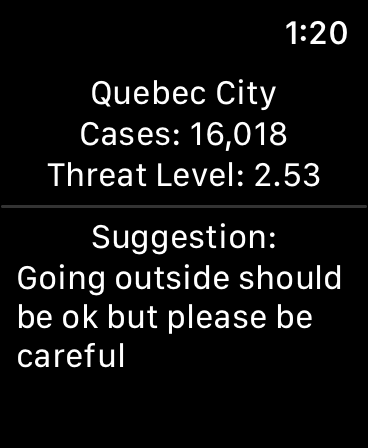 1:20
Quebec City
Cases: 16,018
Threat Level: 2.53
Suggestion:
Going outside should
be ok but please be
careful